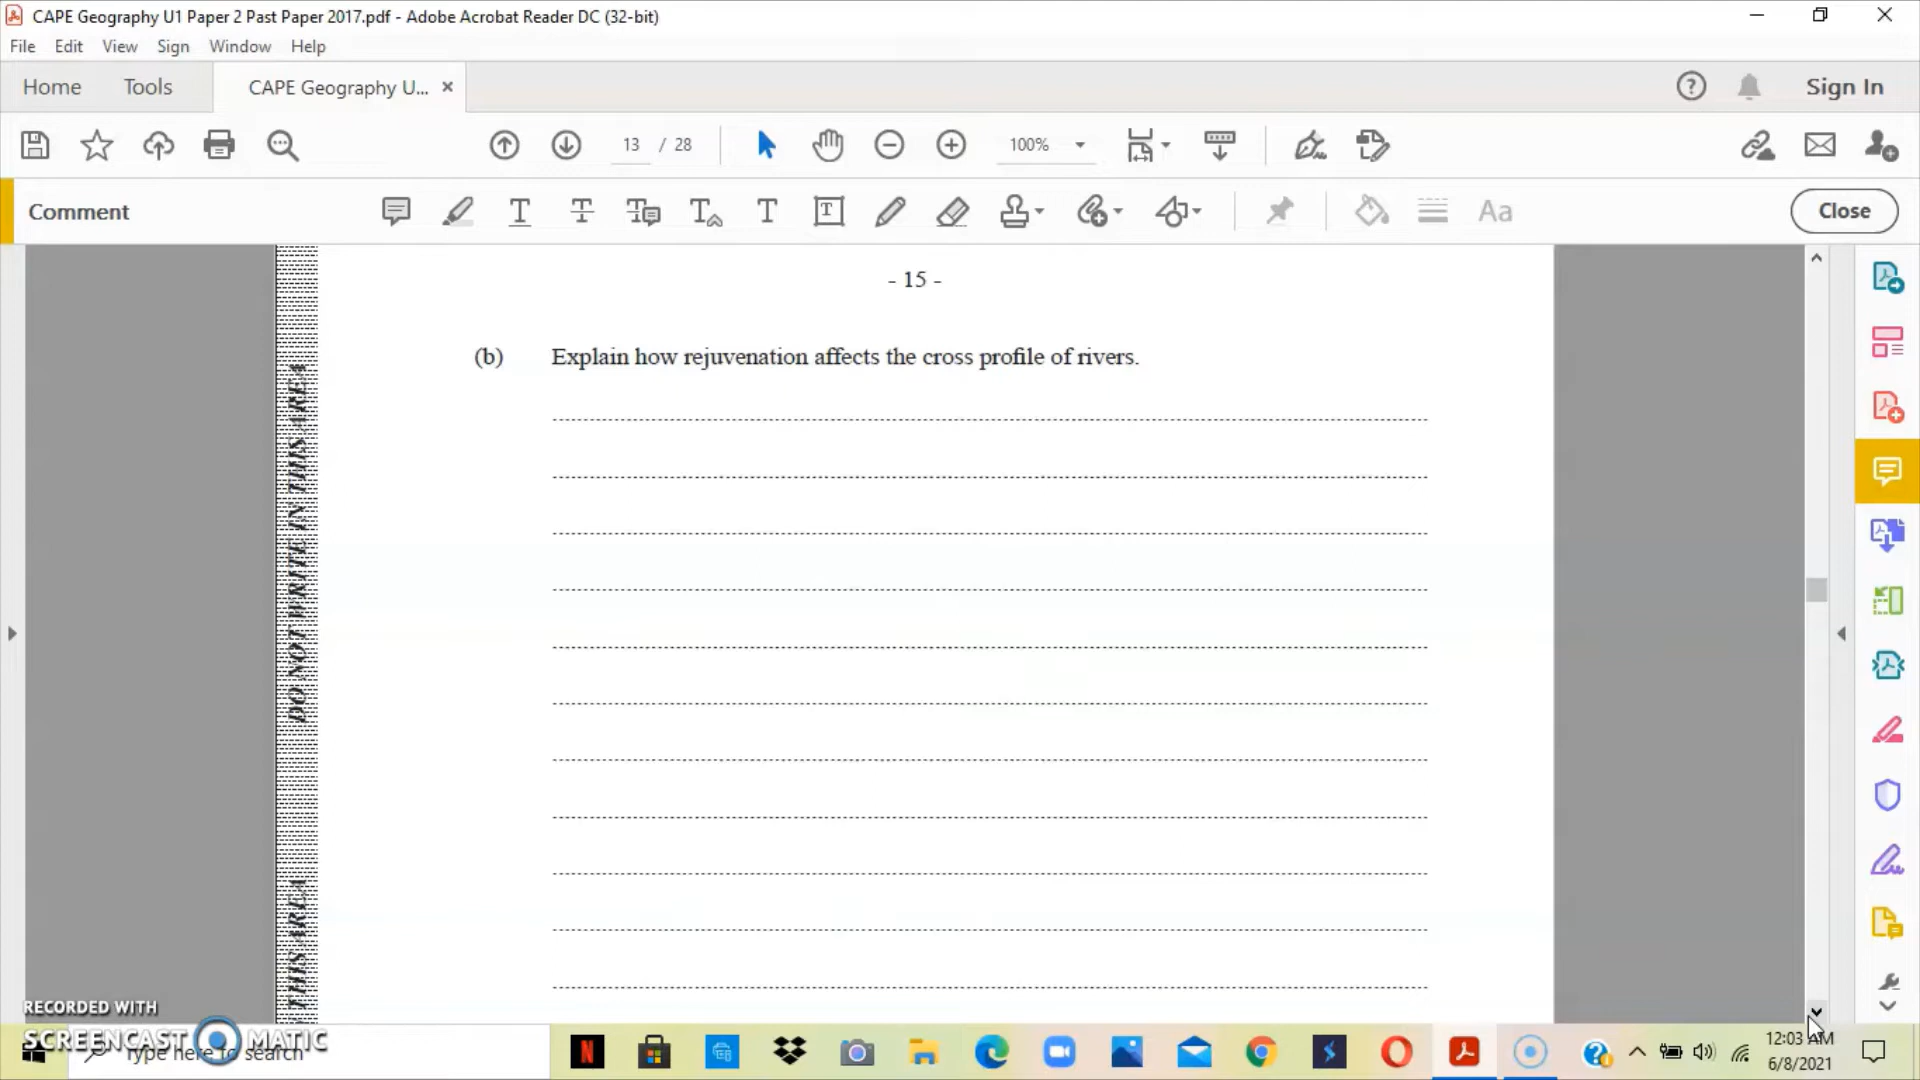 CAPE Geography U1 Paper 2 Past Paper 2017.pdf - Adobe Acrobat Reader DC (32-bit)
File Edit View Sign Window Help
Home Tools CAPE Geography U... × Sign In
13 / 28 100%
Comment Close
Aa
- 15 -
(b) Explain how rejuvenation affects the cross profile of rivers.
DO NOT WRITE IN THIS AREA
THIS AREA
RECORDED WITH
SCREENCAST MATIC
Type here to search
12:03 AM
6/8/2021